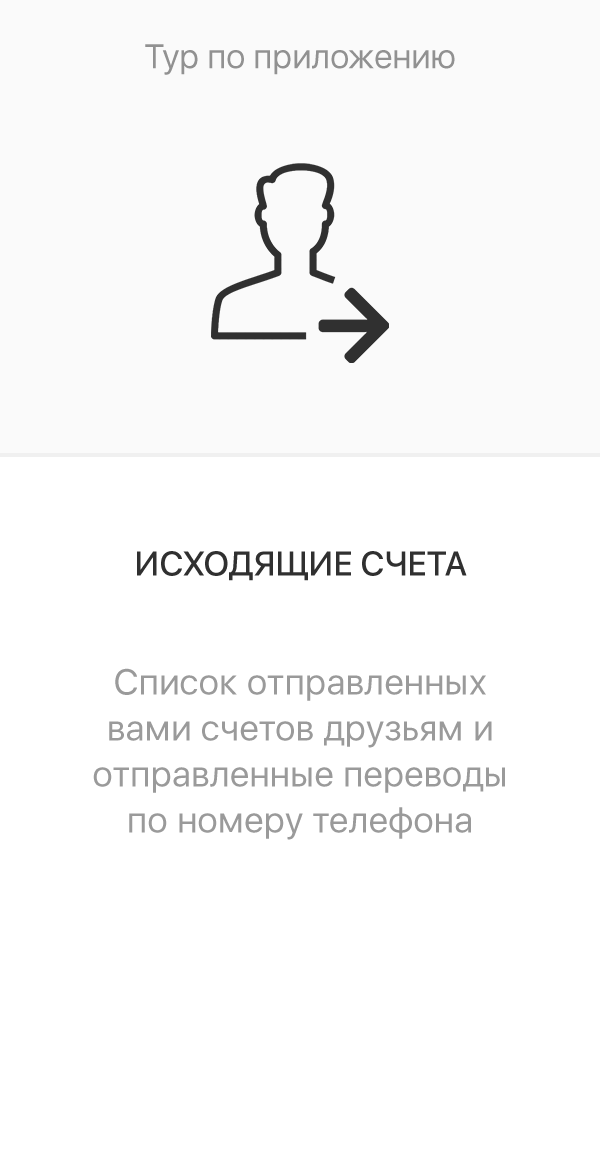 Тур по приложению
ИСХОДЯЩИЕ СЧЕТА
Список отправленных
вами счетов друзьям и
отправленные переводы
по номеру телефона